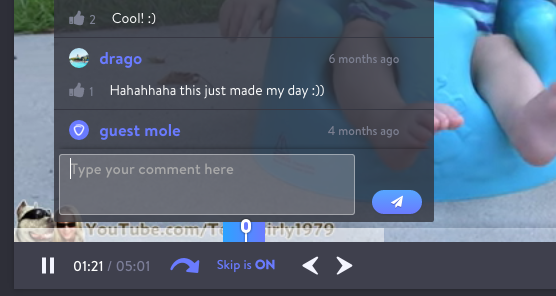 2 Cool! :)
drago 6 months ago
1 Hahahhaha this just made my day :))
guest mole 4 months ago
Type your comment here
YouTube.com/T
irly1979
01:21 / 05:01 Skip is ON